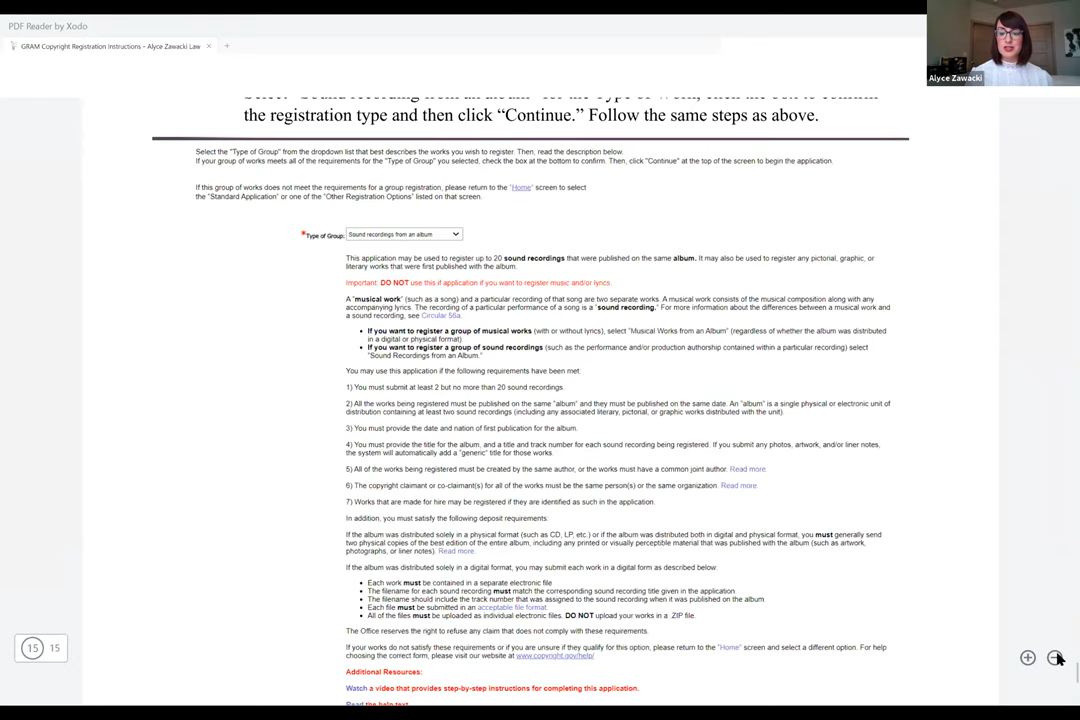 PDF Reader by Xodo
GRAM Copyright Registration Instructions - Alyce Zawacki Law
Alyce Zawacki
Select "Sound recording from an album" for the Type of Work, click the box to confirm
the registration type and then click “Continue.” Follow the same steps as above.
Select the "Type of Group" from the dropdown list that best describes the works you wish to register. Then, read the description below.
If your group of works meets all of the requirements for the "Type of Group" you selected, check the box at the bottom to confirm. Then, click "Continue" at the top of the screen to begin the application.
If this group of works does not meet the requirements for a group registration, please return to the "Home" screen to select
the "Standard Application" or one of the "Other Registration Options" listed on that screen.
*Type of Group: Sound recordings from an album
This application may be used to register up to 20 sound recordings that were published on the same album. It may also be used to register any pictorial, graphic, or
literary works that were first published with the album.
Important: DO NOT use this if application if you want to register music and/or lyrics.
A "musical work" (such as a song) and a particular recording of that song are two separate works. A musical work consists of the musical composition along with any
accompanying lyrics. The recording of a particular performance of a song is a "sound recording." For more information about the differences between a musical work and
a sound recording, see Circular 56a.
• If you want to register a group of musical works (with or without lyrics), select "Musical Works from an Album" (regardless of whether the album was distributed
in a digital or physical format).
• If you want to register a group of sound recordings (such as the performance and/or production authorship contained within a particular recording) select
"Sound Recordings from an Album."
You may use this application if the following requirements have been met:
1) You must submit at least 2 but no more than 20 sound recordings.
2) All the works being registered must be published on the same "album" and they must be published on the same date. An "album" is a single physical or electronic unit of
distribution containing at least two sound recordings (including any associated literary, pictorial, or graphic works distributed with the unit).
3) You must provide the date and nation of first publication for the album.
4) You must provide the title for the album, and a title and track number for each sound recording being registered. If you submit any photos, artwork, and/or liner notes,
the system will automatically add a "generic" title for those works.
5) All of the works being registered must be created by the same author, or the works must have a common joint author. Read more.
6) The copyright claimant or co-claimant(s) for all of the works must be the same person(s) or the same organization. Read more.
7) Works that are made for hire may be registered if they are identified as such in the application.
In addition, you must satisfy the following deposit requirements:
If the album was distributed solely in a physical format (such as CD, LP, etc.) or if the album was distributed both in digital and physical format, you must generally send
two physical copies of the best edition of the entire album, including any printed or visually perceptible material that was published with the album (such as artwork,
photographs, or liner notes). Read more.
If the album was distributed solely in a digital format, you may submit each work in a digital form as described below:
• Each work must be contained in a separate electronic file
• The filename for each sound recording must match the corresponding sound recording title given in the application.
• The filename should include the track number that was assigned to the sound recording when it was published on the album
• Each file must be submitted in an acceptable file format.
• All of the files must be uploaded as individual electronic files. DO NOT upload your works in a .ZIP file.
The Office reserves the right to refuse any claim that does not comply with these requirements.
If your works do not satisfy these requirements or if you are unsure if they qualify for this option, please return to the "Home" screen and select a different option. For help
choosing the correct form, please visit our website at www.copyright.gov/help/
Additional Resources:
Watch a video that provides step-by-step instructions for completing this application.
Read the help text
15 15